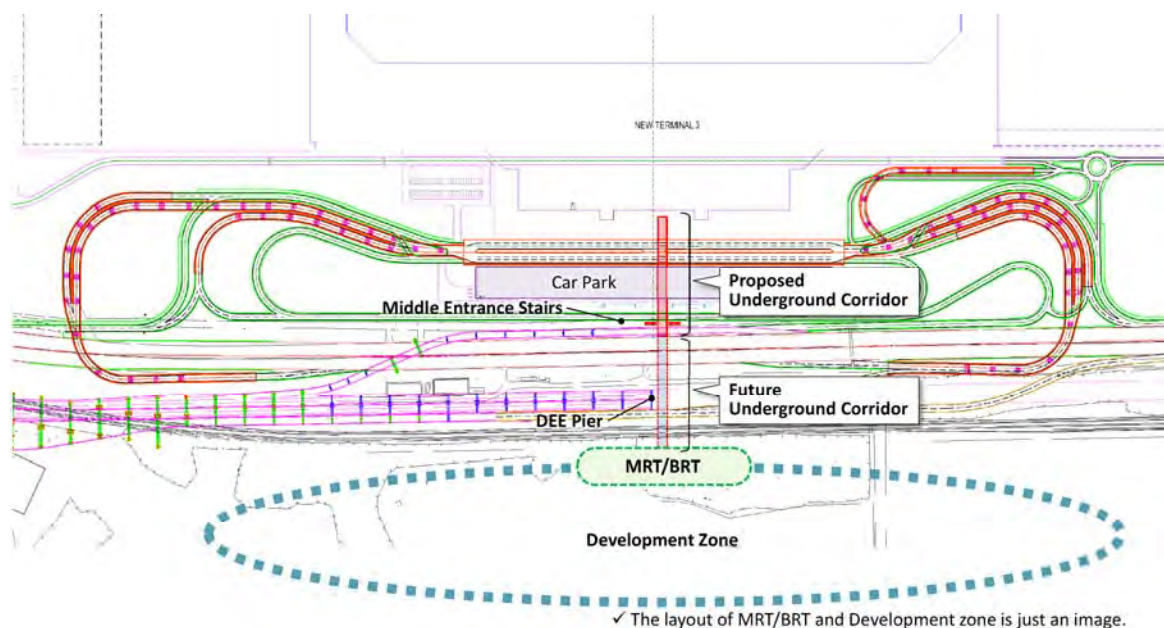 NEW TERMINAL 3
Car Park
Proposed
Underground Corridor
Middle Entrance Stairs
Future
Underground Corridor
DEE Pier
MRT/BRT
Development Zone
✓ The layout of MRT/BRT and Development zone is just an image.